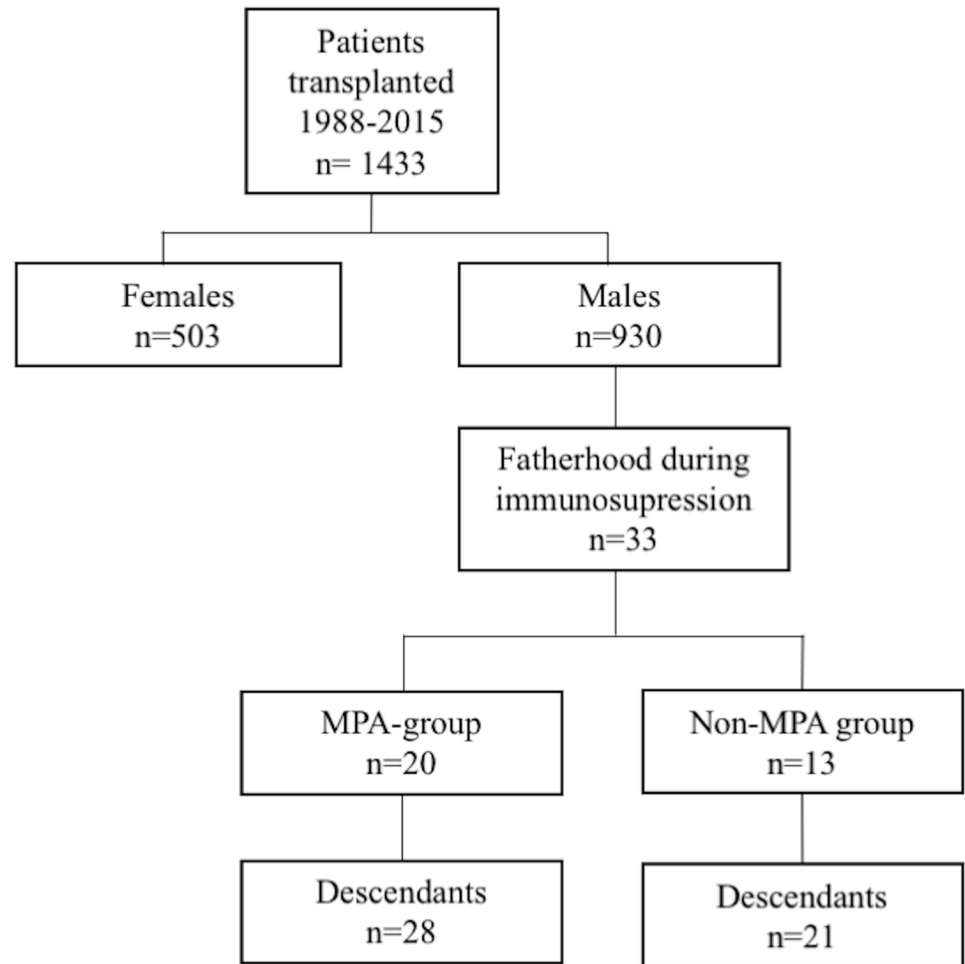 Patients
transplanted
1988-2015
n= 1433
Females
n=503
Males
n=930
Fatherhood during
immunosupression
n=33
MPA-group
n=20
Non-MPA group
n=13
Descendants
n=28
Descendants
n=21